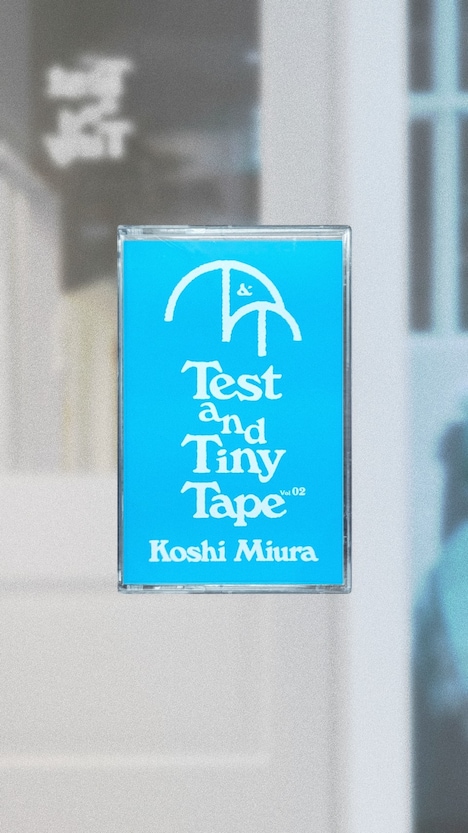 &
Test
and
Tiny
Tape Vol 02
Koshi Miura